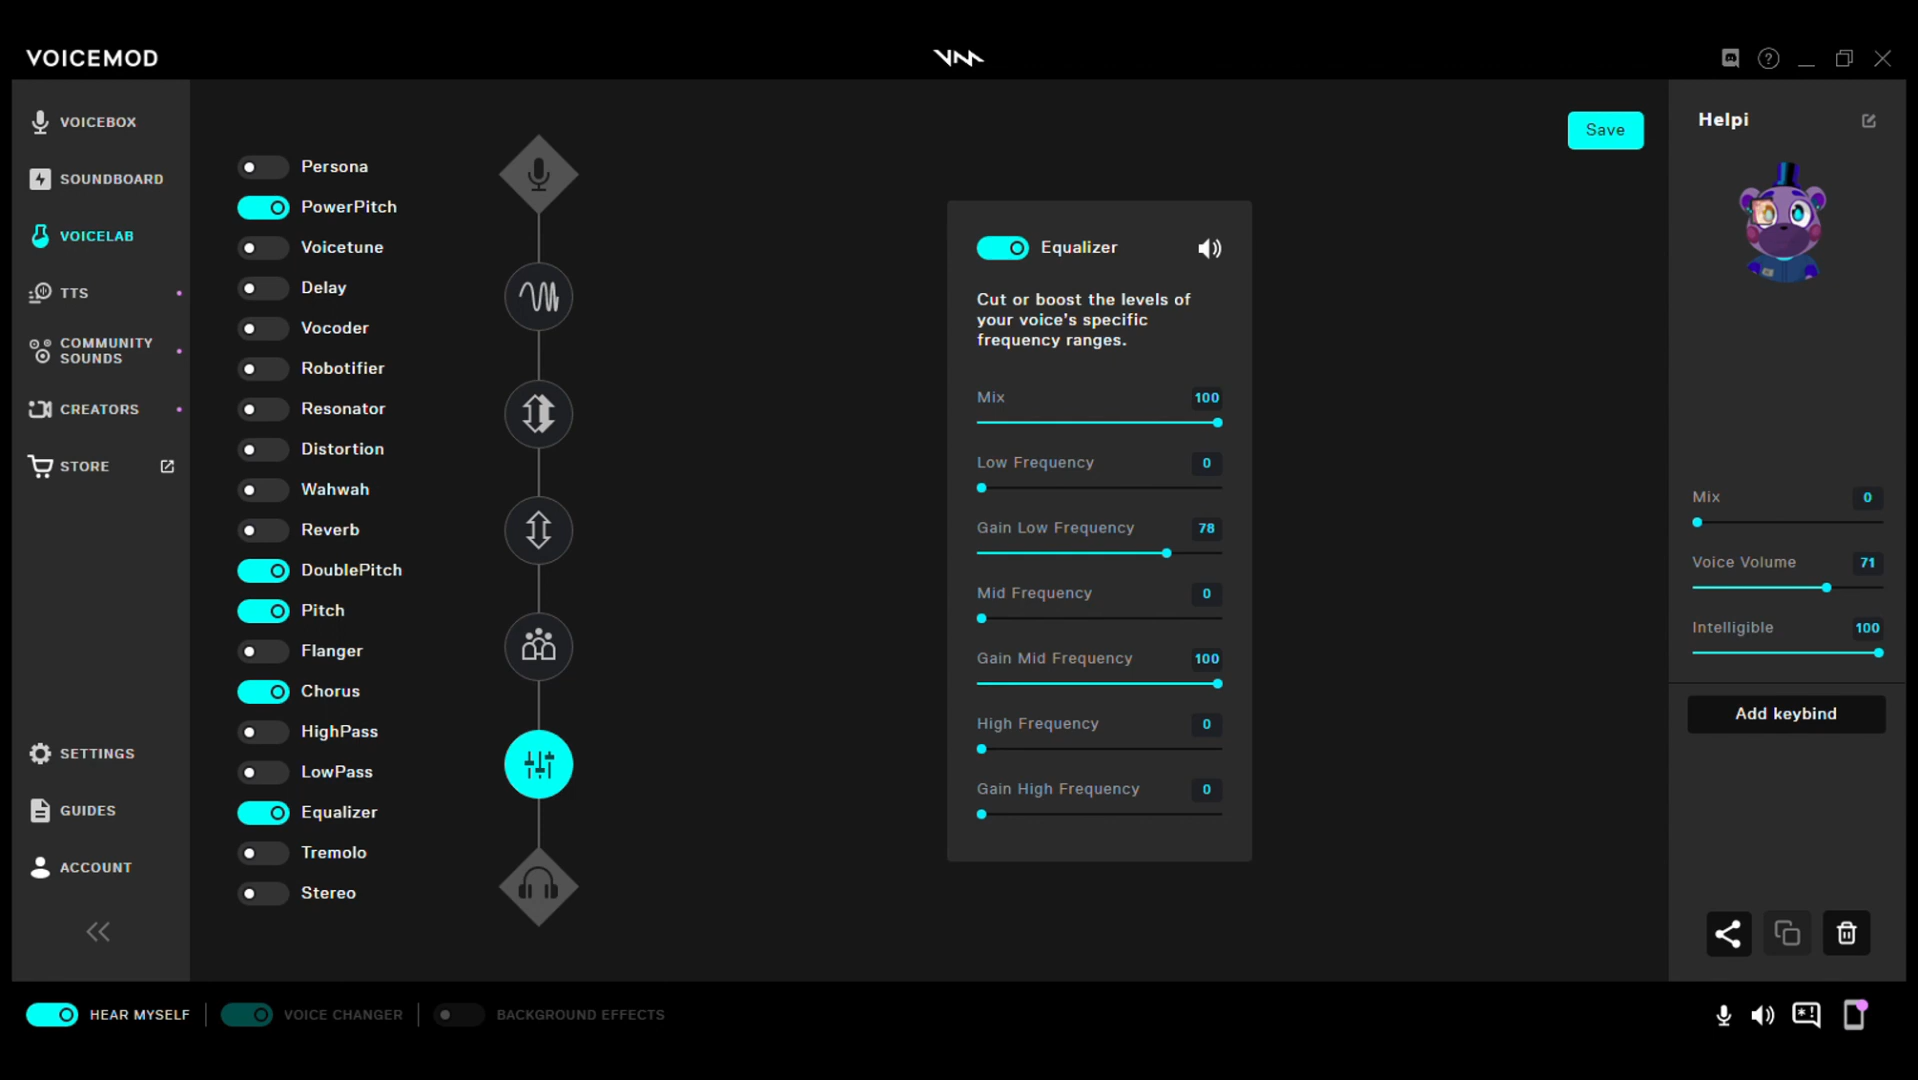 VOICEMOD
VOICEBOX
SOUNDBOARD
VOICELAB
TTS
COMMUNITY
SOUNDS
CREATORS
STORE
SETTINGS
GUIDES
ACCOUNT
Persona
PowerPitch
Voicetune
Delay
Vocoder
Robotifier
Resonator
Distortion
Wahwah
Reverb
DoublePitch
Pitch
Flanger
Chorus
HighPass
LowPass
Equalizer
Tremolo
Stereo
Save
Equalizer
Cut or boost the levels of
your voice's specific
frequency ranges.
Mix 100
Low Frequency 0
Gain Low Frequency 78
Mid Frequency 0
Gain Mid Frequency 100
High Frequency 0
Gain High Frequency 0
Helpi
Mix 0
Voice Volume 71
Intelligible 100
Add keybind
HEAR MYSELF
VOICE CHANGER
BACKGROUND EFFECTS